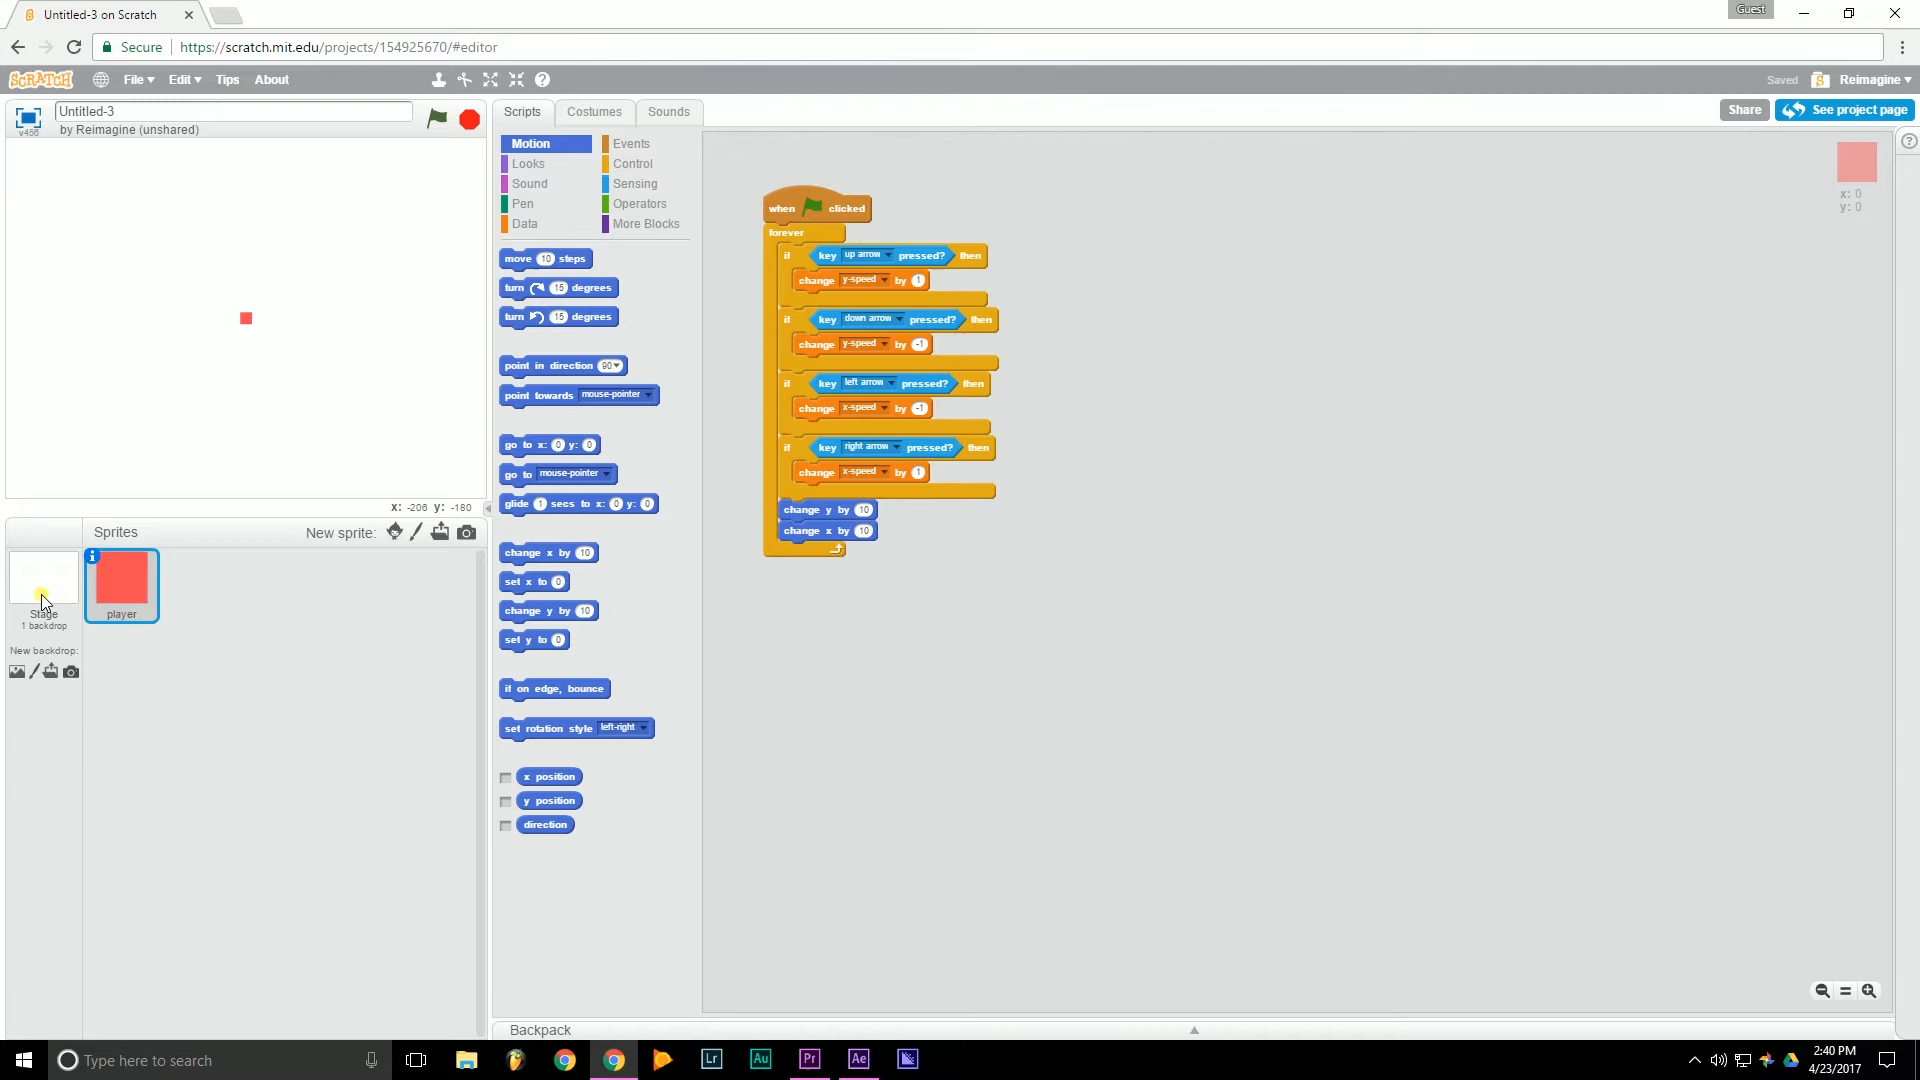 Untitled-3 on Scratch
Guest
Secure
https://scratch.mit.edu/projects/154925670/#editor
SCRATCH File Edit Tips About
Saved
Reimagine
v456
Untitled-3
by Reimagine (unshared)
Scripts Costumes Sounds
Share
See project page
Motion Events
Looks Control
Sound Sensing
Pen Operators
Data More Blocks
move 10 steps
turn 15 degrees
turn 15 degrees
point in direction 90
point towards mouse-pointer
go to x: 0 y: 0
go to mouse-pointer
glide 1 secs to x: 0 y: 0
change x by 10
set x to 0
change y by 10
set y to 0
if on edge, bounce
set rotation style left-right
x position
y position
direction
when clicked
forever
if key up arrow pressed? then
change y-speed by 1
if key down arrow pressed? then
change y-speed by -1
if key left arrow pressed? then
change x-speed by -1
if key right arrow pressed? then
change x-speed by 1
change y by 10
change x by 10
x: 0
y: 0
x: -206 y: -180
Sprites
New sprite:
Stage
1 backdrop
New backdrop:
player
Backpack
Type here to search
Lr
Au
Pr
Ae
2:40 PM
4/23/2017